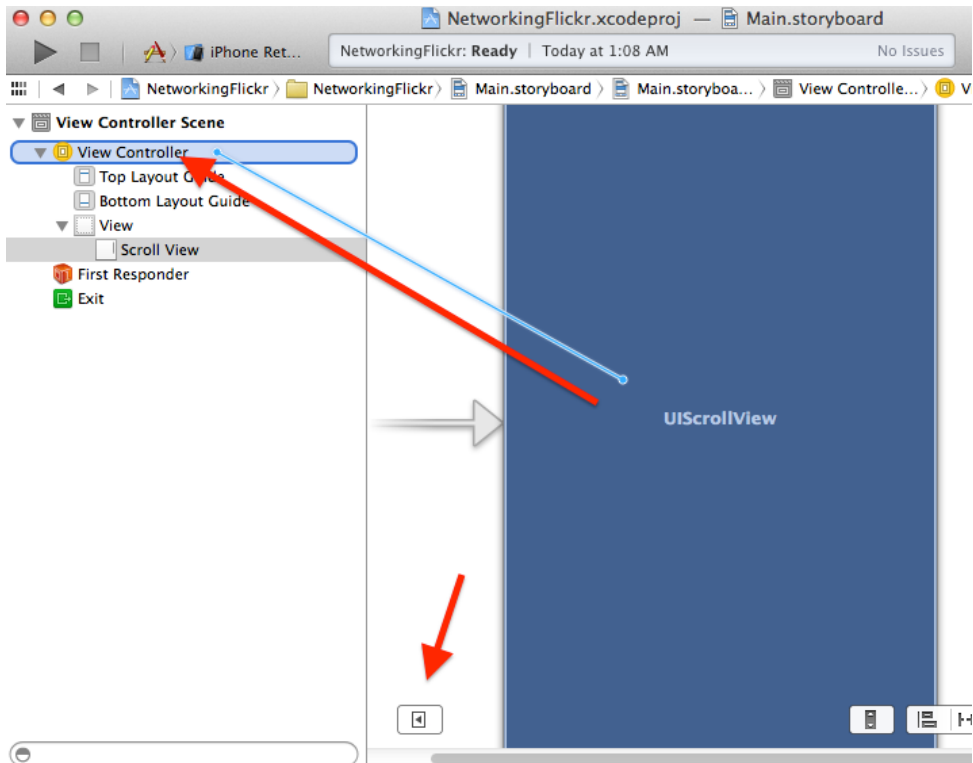 NetworkingFlickr.xcodeproj — Main.storyboard
iPhone Ret...
NetworkingFlickr: Ready | Today at 1:08 AM
No Issues
NetworkingFlickr
NetworkingFlickr
Main.storyboard
Main.storyboa...
View Controlle...
V
View Controller Scene
View Controller
Top Layout Guide
Bottom Layout Guide
View
Scroll View
First Responder
Exit
UIScrollView